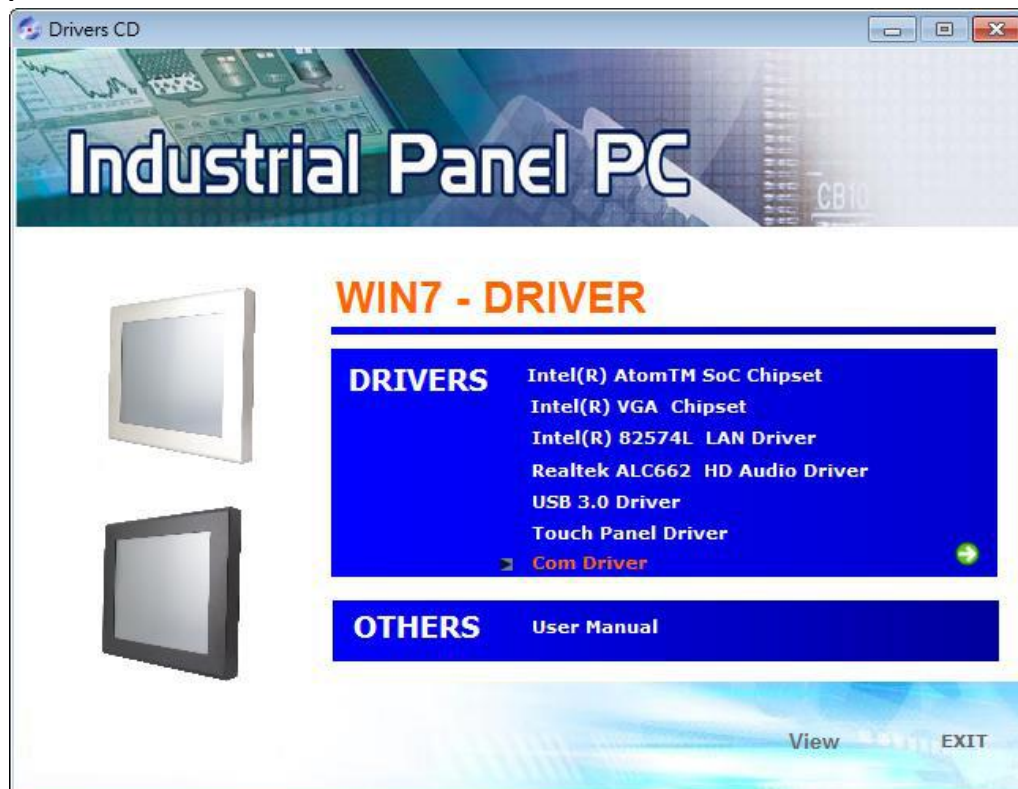 Drivers CD
Industrial Panel PC
CB10
WIN7 - DRIVER
DRIVERS
Intel(R) AtomTM SoC Chipset
Intel(R) VGA Chipset
Intel(R) 82574L LAN Driver
Realtek ALC662 HD Audio Driver
USB 3.0 Driver
Touch Panel Driver
Com Driver
OTHERS
User Manual
View
EXIT